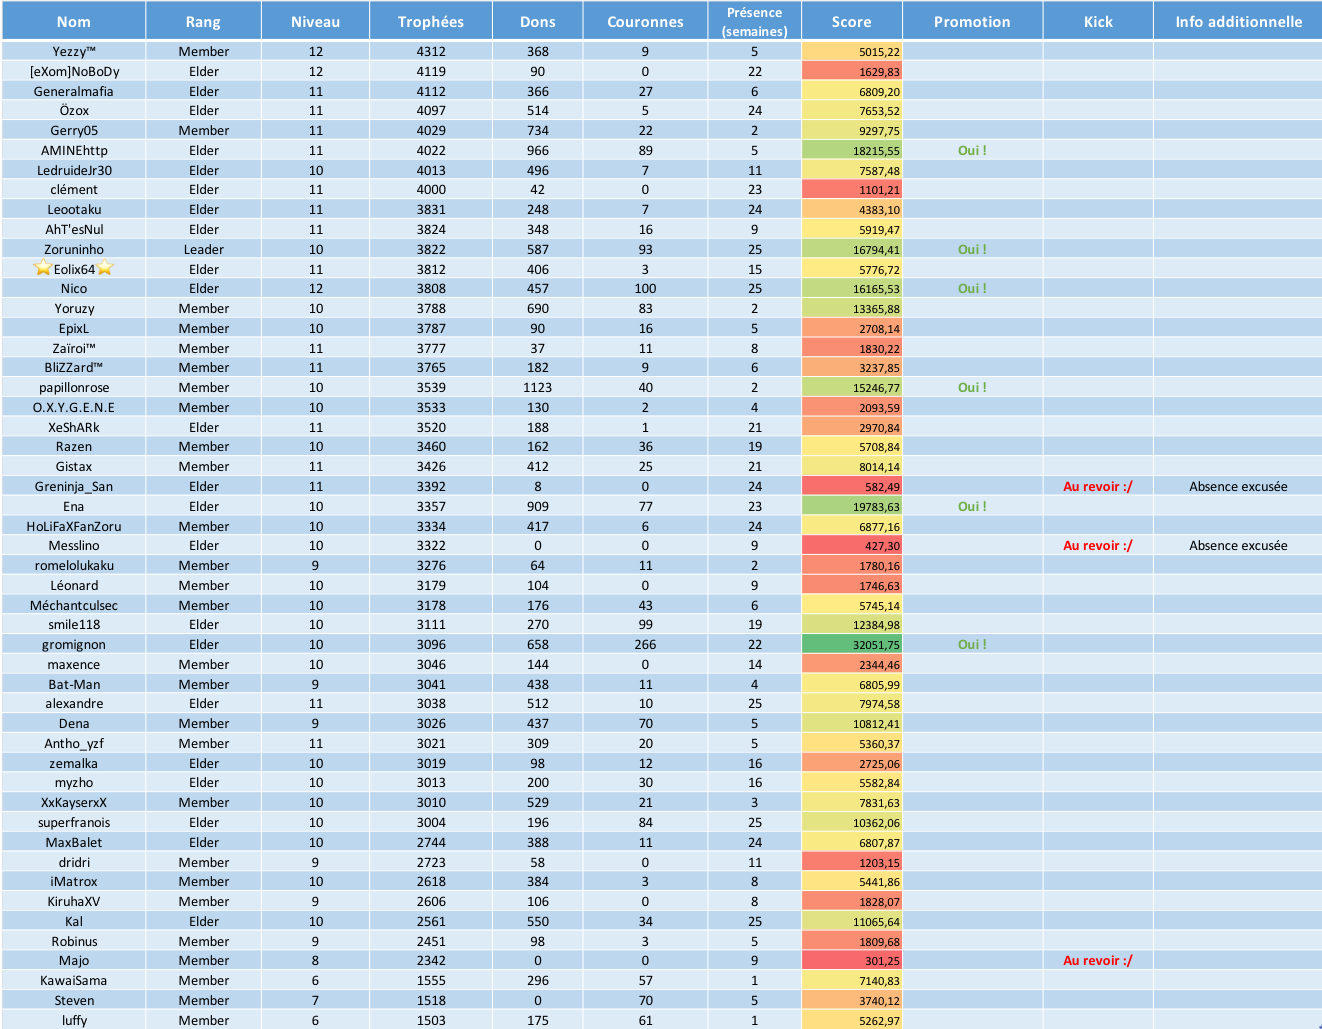 Nom Rang Niveau Trophées Dons Couronnes Présence (semaines) Score Promotion Kick Info additionnelle
Yezzy™ Member 12 4312 368 9 5 5015,22
[eXom]NoBoDy Elder 12 4119 90 0 22 1629,83
Generalmafia Elder 11 4112 366 27 6 6809,20
Özox Elder 11 4097 514 5 24 7653,52
Gerry05 Member 11 4029 734 22 2 9297,75
AMINEhttp Elder 11 4022 966 89 5 18215,55 Oui !
LedruideJr30 Elder 10 4013 496 7 11 7587,48
clément Elder 11 4000 42 0 23 1101,21
Leootaku Elder 11 3831 248 7 24 4383,10
AhT'esNul Elder 11 3824 348 16 9 5919,47
Zoruninho Leader 10 3822 587 93 25 16794,41 Oui !
⭐Eolix64⭐ Elder 11 3812 406 3 15 5776,72
Nico Elder 12 3808 457 100 25 16165,53 Oui !
Yoruzy Member 10 3788 690 83 2 13365,88
EpixL Member 10 3787 90 16 5 2708,14
Zaïroi™ Member 11 3777 37 11 8 1830,22
BliZZard™ Member 11 3765 182 9 6 3237,85
papillonrose Member 10 3539 1123 40 2 15246,77 Oui !
O.X.Y.G.E.N.E Member 10 3533 130 2 4 2093,59
XeShARk Elder 11 3520 188 1 21 2970,84
Razen Member 10 3460 162 36 19 5708,84
Gistax Member 11 3426 412 25 21 8014,14
Greninja_San Elder 11 3392 8 0 24 582,49 Au revoir :/ Absence excusée
Ena Elder 10 3357 909 77 23 19783,63 Oui !
HoLiFaXFanZoru Member 10 3334 417 6 24 6877,16
Messlino Elder 10 3322 0 0 9 427,30 Au revoir :/ Absence excusée
romelolukaku Member 9 3276 64 11 2 1780,16
Léonard Member 10 3179 104 0 9 1746,63
Méchantculsec Member 10 3178 176 43 6 5745,14
smile118 Elder 10 3111 270 99 19 12384,98
gromignon Elder 10 3096 658 266 22 32051,75 Oui !
maxence Member 10 3046 144 0 14 2344,46
Bat-Man Member 9 3041 438 11 4 6805,99
alexandre Elder 11 3038 512 10 25 7974,58
Dena Member 9 3026 437 70 5 10812,41
Antho_yzf Member 11 3021 309 20 5 5360,37
zemalka Elder 10 3019 98 12 16 2725,06
myzho Elder 10 3013 200 30 16 5582,84
XxKayserxX Member 10 3010 529 21 3 7831,63
superfranois Elder 10 3004 196 84 25 10362,06
MaxBalet Elder 10 2744 388 11 24 6807,87
dridri Member 9 2723 58 0 11 1203,15
iMatrox Member 10 2618 384 3 8 5441,86
KiruhaXV Member 9 2606 106 0 8 1828,07
Kal Elder 10 2561 550 34 25 11065,64
Robinus Member 9 2451 98 3 5 1809,68
Majo Member 8 2342 0 0 9 301,25 Au revoir :/
KawaiSama Member 6 1555 296 57 1 7140,83
Steven Member 7 1518 0 70 5 3740,12
luffy Member 6 1503 175 61 1 5262,97